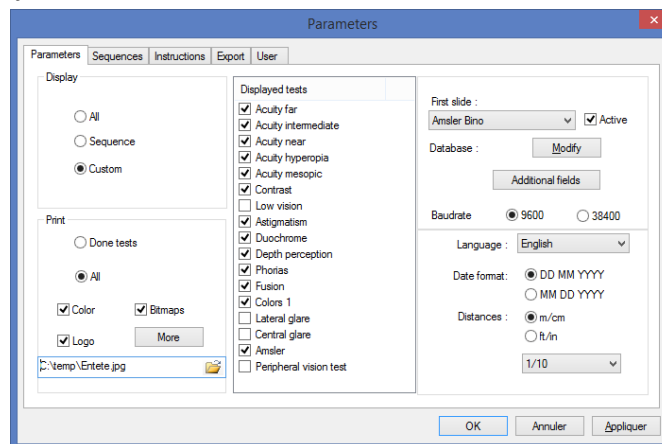 Parameters
Parameters Sequences Instructions Export User
Display
All
Sequence
Custom
Print
Done tests
All
Color Bitmaps
Logo More
C:\temp\Entete.jpg
Displayed tests
Acuity far
Acuity intermediate
Acuity near
Acuity hyperopia
Acuity mesopic
Contrast
Low vision
Astigmatism
Duochrome
Depth perception
Phorias
Fusion
Colors 1
Lateral glare
Central glare
Amsler
Peripheral vision test
First slide :
Amsler Bino Active
Database : Modify
Additional fields
Baudrate 9600 38400
Language : English
Date format: DD MM YYYY
MM DD YYYY
Distances : m/cm
ft/in
1/10
OK Annuler Appliquer